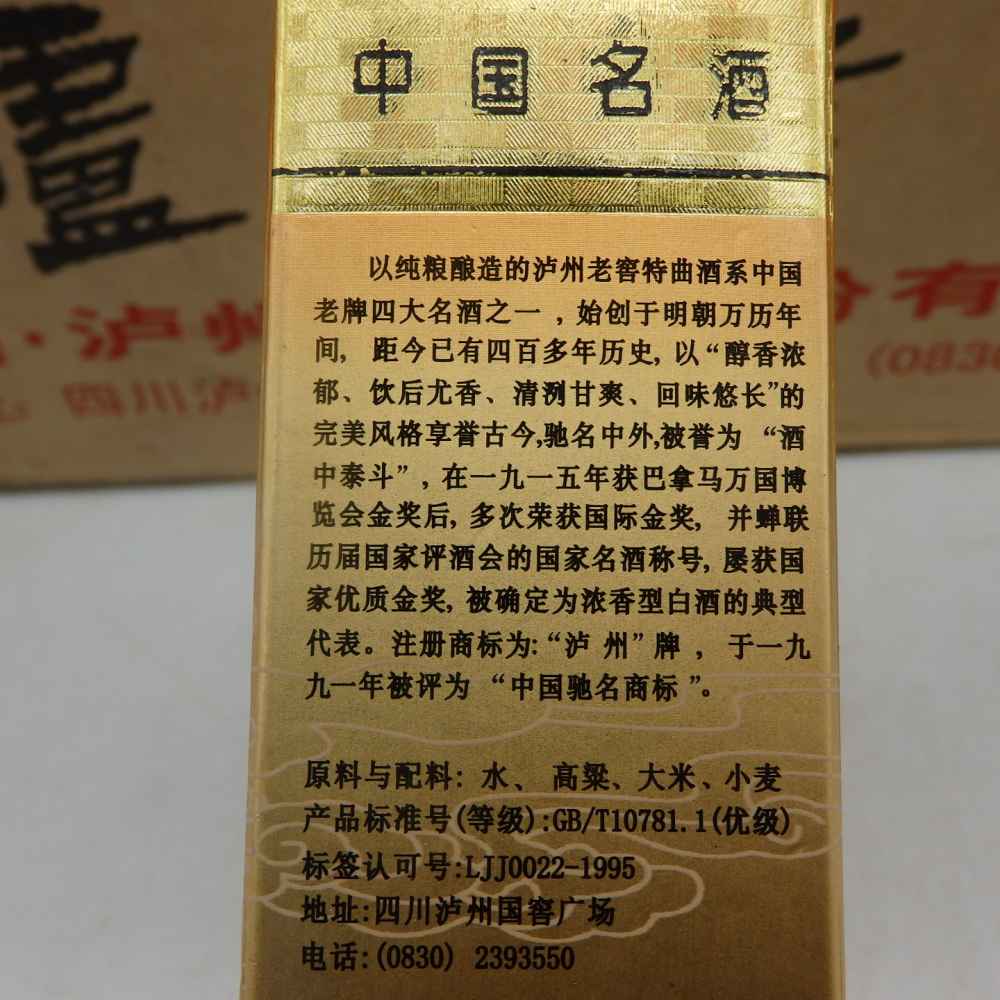 中国名酒
以纯粮酿造的泸州老窖特曲酒系中国
老牌四大名酒之一,始创于明朝万历年
间,距今已有四百多年历史,以“醇香浓
郁、饮后尤香、清洌甘爽、回味悠长”的
完美风格享誉古今,驰名中外,被誉为“酒
中泰斗”,在一九一五年获巴拿马万国博
览会金奖后,多次荣获国际金奖,并蝉联
历届国家评酒会的国家名酒称号,屡获国
家优质金奖,被确定为浓香型白酒的典型
代表。注册商标为:“泸州”牌,于一九
九一年被评为“中国驰名商标”。
原料与配料:水、高粱、大米、小麦
产品标准号(等级):GB/T10781.1(优级)
标签认可号:LJJ0022-1995
地址:四川泸州国窖广场
电话:(0830) 2393550
·泸州
份有
四川泸
(0830